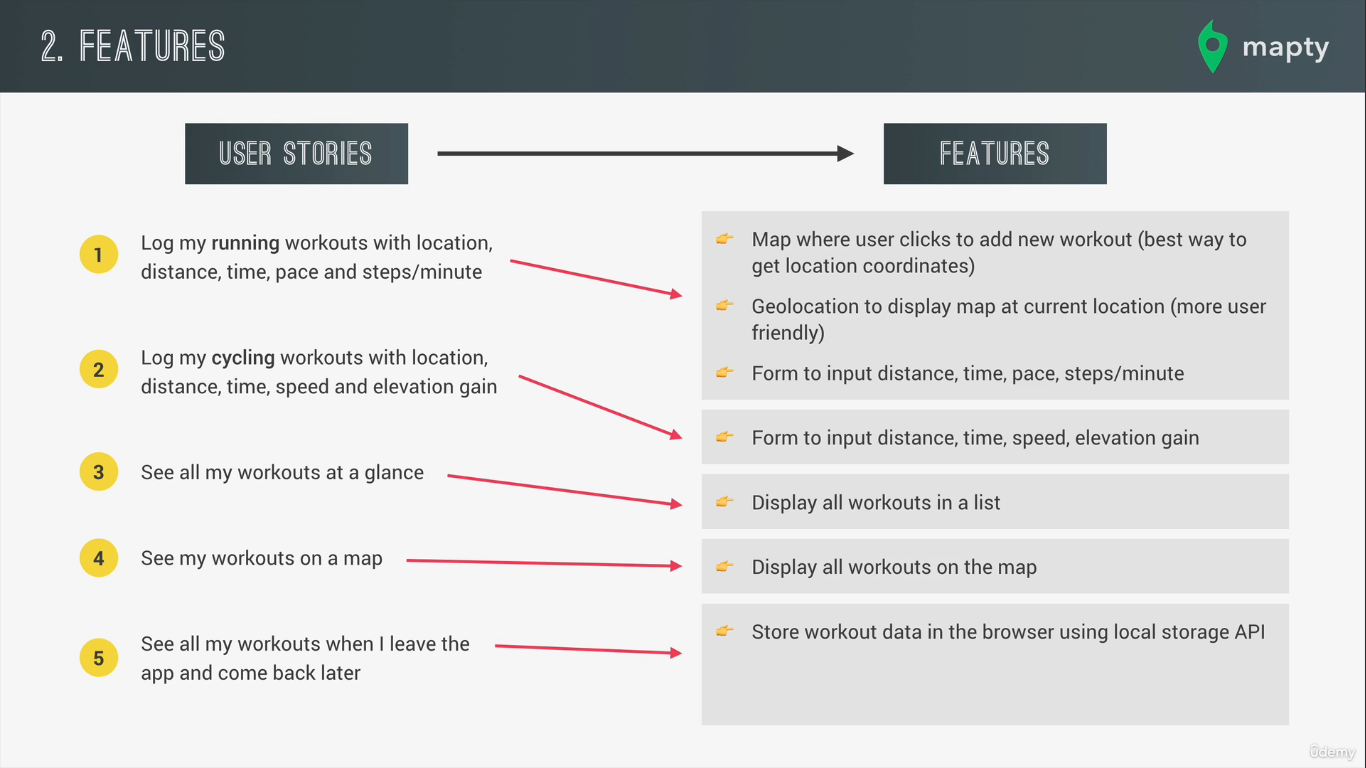 2. FEATURES
mapty
USER STORIES
FEATURES
1
Log my running workouts with location,
distance, time, pace and steps/minute
2
Log my cycling workouts with location,
distance, time, speed and elevation gain
3
See all my workouts at a glance
4
See my workouts on a map
5
See all my workouts when I leave the
app and come back later
Map where user clicks to add new workout (best way to
get location coordinates)
Geolocation to display map at current location (more user
friendly)
Form to input distance, time, pace, steps/minute
Form to input distance, time, speed, elevation gain
Display all workouts in a list
Display all workouts on the map
Store workout data in the browser using local storage API
ûdemy